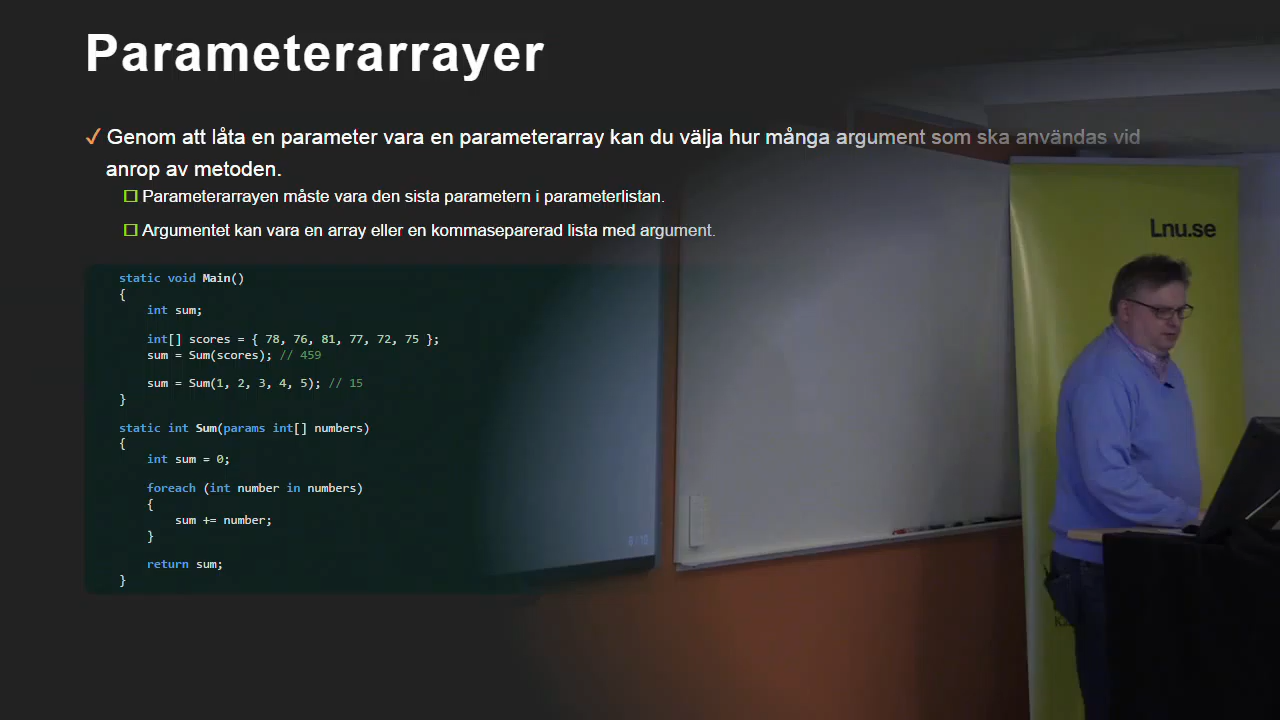 Parameterarrayer
✓ Genom att låta en parameter vara en parameterarray kan du välja hur många argument som ska användas vid
anrop av metoden.
Parameterarrayen måste vara den sista parametern i parameterlistan.
Argumentet kan vara en array eller en kommaseparerad lista med argument.
static void Main()
{
int sum;
int[] scores = { 78, 76, 81, 77, 72, 75 };
sum = Sum(scores); // 459
sum = Sum(1, 2, 3, 4, 5); // 15
}
static int Sum(params int[] numbers)
{
int sum = 0;
foreach (int number in numbers)
{
sum += number;
}
return sum;
}
Lnu.se